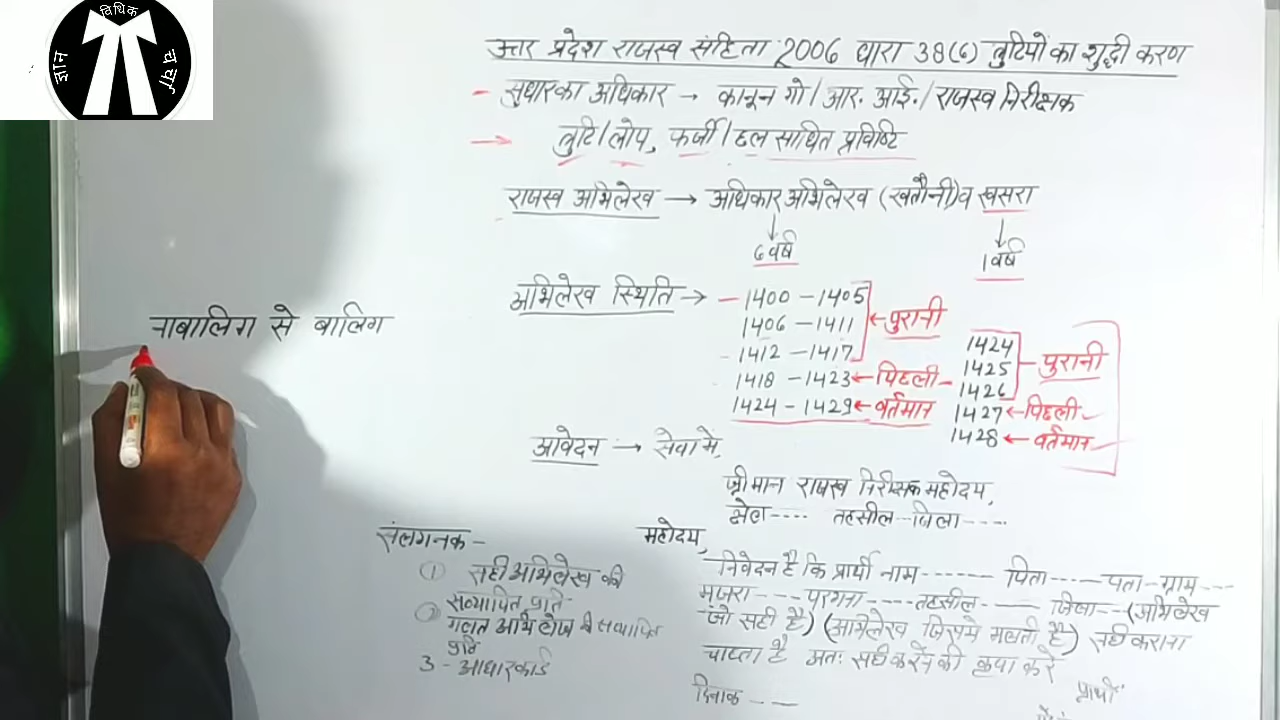 ज्ञान विधिक चर्चा
उत्तर प्रदेश राजस्व संहिता 2006 धारा 38(6) त्रुटियों का शुद्धी करण
- सुधार का अधिकार → कानून गो / आर. आई. / राजस्व निरीक्षक
→ त्रुटि / लोप, फर्जी / छल साधित प्रविष्टि
राजस्व अभिलेख → अधिकार अभिलेख (खतौनी) व खसरा
6 वर्ष
1 वर्ष
अभिलेख स्थिति → - 1400 - 1405
1406 - 1411 ← पुरानी
- 1412 - 1417
1418 - 1423 ← पिछली -
1424 - 1429 ← वर्तमान
1424
1425 - पुरानी
1426
1427 ← पिछली
1428 ← वर्तमान
नाबालिग से बालिग
आवेदन → सेवा में,
श्रीमान राजस्व निरीक्षक महोदय,
क्षेत्र ---- तहसील -- जिला ----
महोदय,
निवेदन है कि प्रार्थी नाम ------- पिता ---- पता - ग्राम ---
मजरा --- परगना ---- तहसील ---- जिला -- (अभिलेख
जो सही है) (अभिलेख जिसमे गलती है) सही कराना
चाहता है अतः सही करने की कृपा करे
दिनांक ----
प्रार्थी
संलगनक -
① सही अभिलेख की
सत्यापित प्रति
② गलत अभिलेख की सत्यापित
प्रति
3 - आधार कार्ड